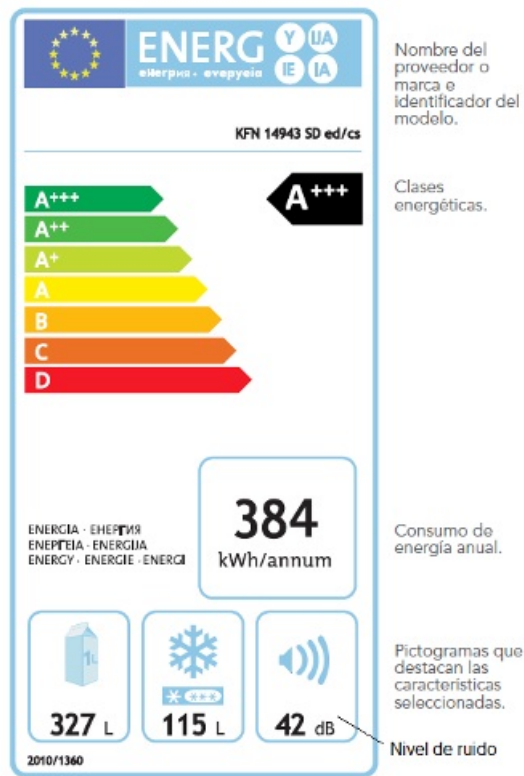 ENERG
Y
UA
IE
IA
енергия · ενεργεια
Nombre del
proveedor o
marca e
identificador del
modelo.
KFN 14943 SD ed/cs
A+++
A++
A+
A
B
C
D
A+++
Clases
energéticas.
ENERGIA · ЕНЕРГИЯ
ΕΝΕΡΓΕΙΑ · ENERGIJA
ENERGY · ENERGIE · ENERGI
384
kWh/annum
Consumo de
energía anual.
1L
327 L
115 L
42 dB
Pictogramas que
destacan las
características
seleccionadas.
Nivel de ruido
2010/1360